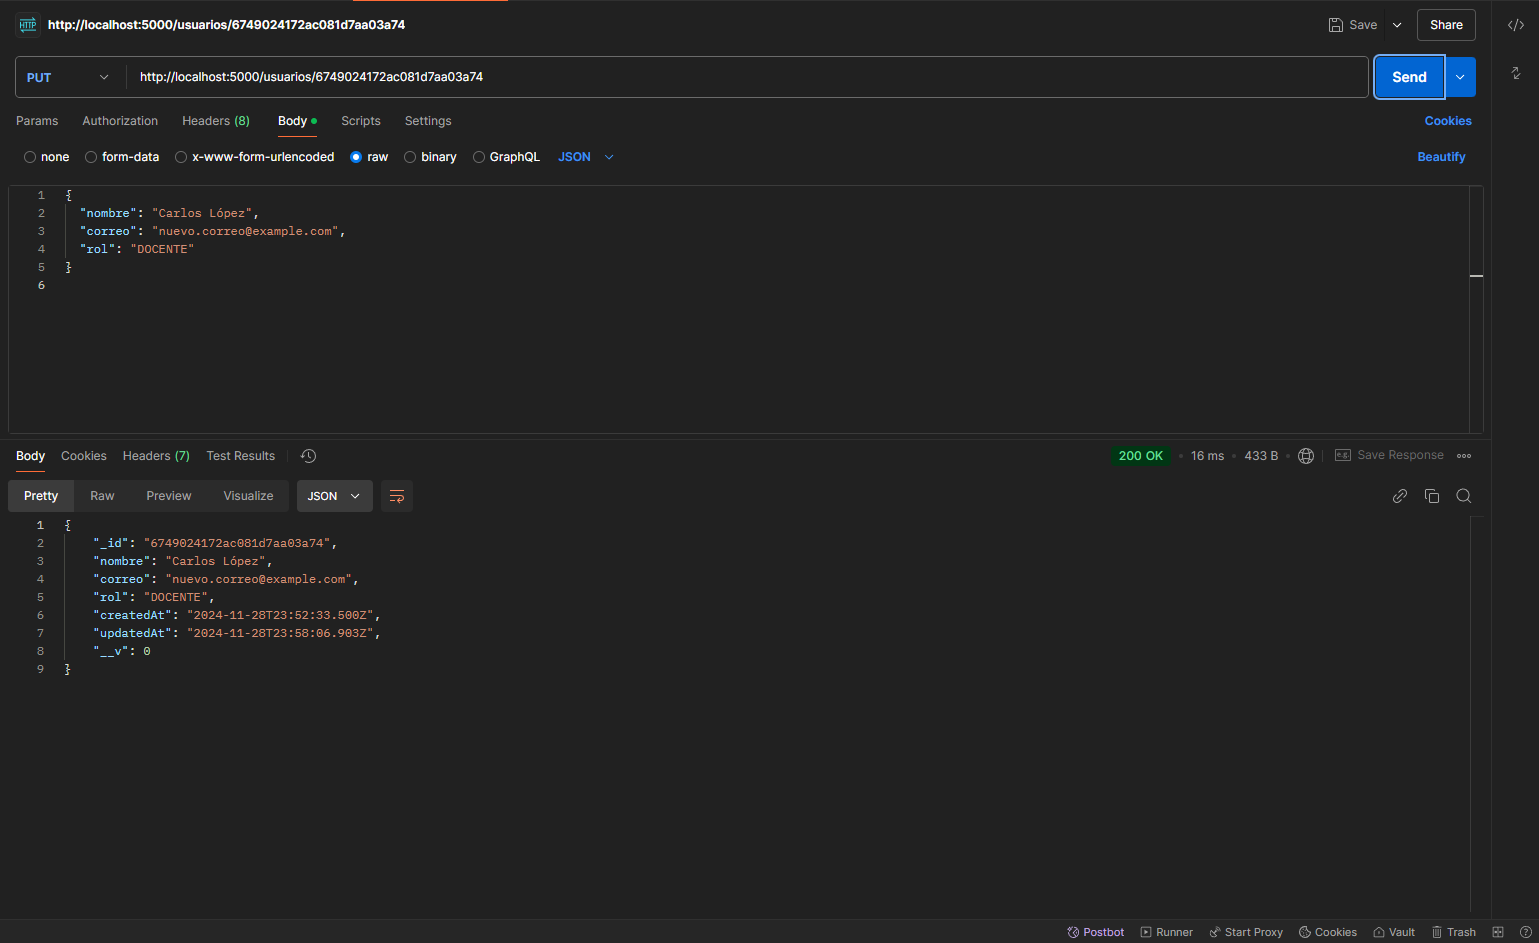 HTTP http://localhost:5000/usuarios/6749024172ac081d7aa03a74 Save Share
PUT http://localhost:5000/usuarios/6749024172ac081d7aa03a74 Send
Params Authorization Headers (8) Body Scripts Settings Cookies
none form-data x-www-form-urlencoded raw binary GraphQL JSON Beautify
1 {
2 "nombre": "Carlos López",
3 "correo": "nuevo.correo@example.com",
4 "rol": "DOCENTE"
5 }
6
Body Cookies Headers (7) Test Results 200 OK 16 ms 433 B e.g. Save Response
Pretty Raw Preview Visualize JSON
1 {
2 "_id": "6749024172ac081d7aa03a74",
3 "nombre": "Carlos López",
4 "correo": "nuevo.correo@example.com",
5 "rol": "DOCENTE",
6 "createdAt": "2024-11-28T23:52:33.500Z",
7 "updatedAt": "2024-11-28T23:58:06.903Z",
8 "__v": 0
9 }
Postbot Runner Start Proxy Cookies Vault Trash